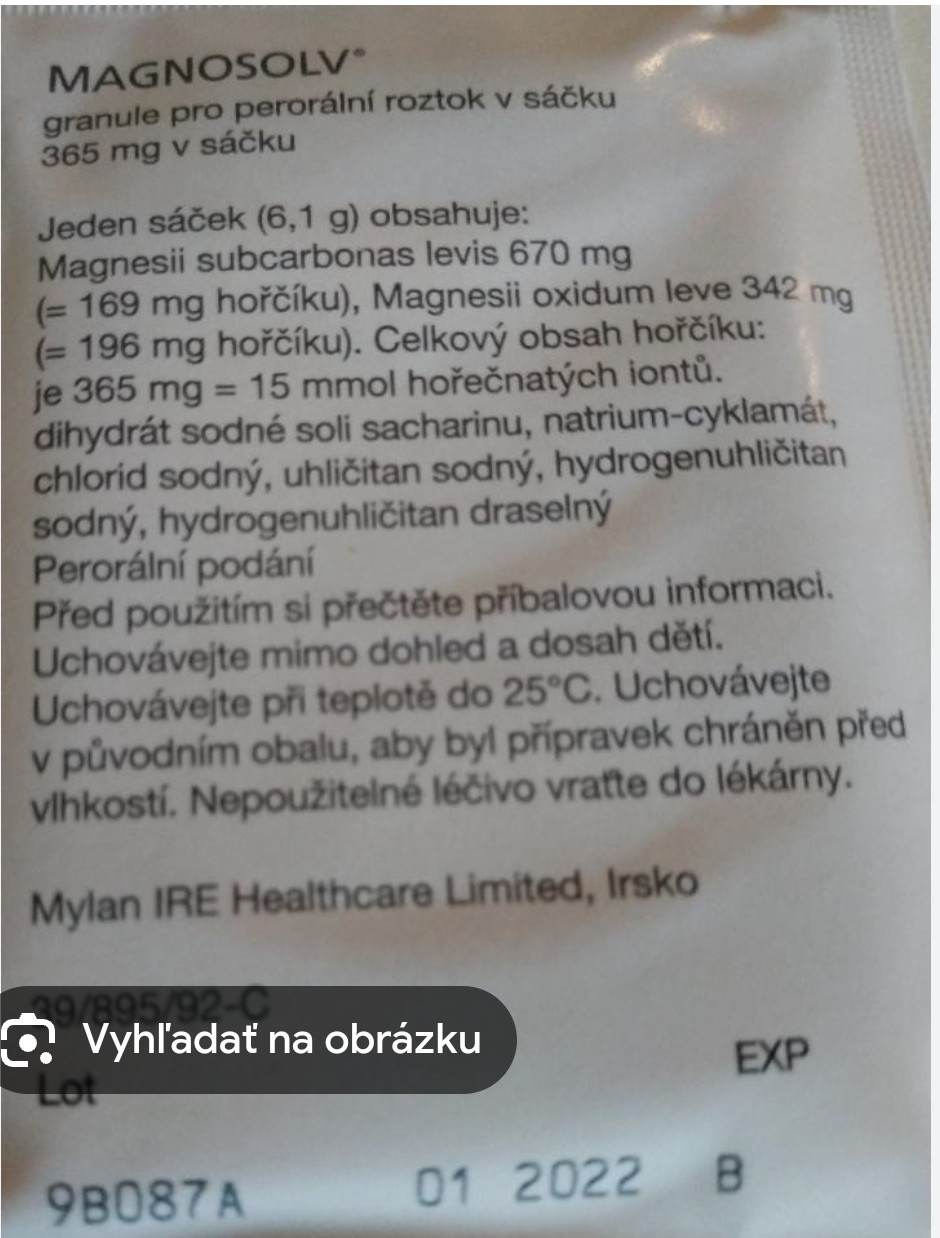 MAGNOSOLV®
granule pro perorální roztok v sáčku
365 mg v sáčku
Jeden sáček (6,1 g) obsahuje:
Magnesii subcarbonas levis 670 mg
(= 169 mg hořčíku), Magnesii oxidum leve 342 mg
(= 196 mg hořčíku). Celkový obsah hořčíku:
je 365 mg = 15 mmol hořečnatých iontů.
dihydrát sodné soli sacharinu, natrium-cyklamát,
chlorid sodný, uhličitan sodný, hydrogenuhličitan
sodný, hydrogenuhličitan draselný
Perorální podání
Před použitím si přečtěte příbalovou informaci.
Uchovávejte mimo dohled a dosah dětí.
Uchovávejte při teplotě do 25°C. Uchovávejte
v původním obalu, aby byl přípravek chráněn před
vlhkostí. Nepoužitelné léčivo vraťte do lékárny.
Mylan IRE Healthcare Limited, Irsko
39/895/92-C
Vyhľadať na obrázku
Lot EXP
9B087A 01 2022 B